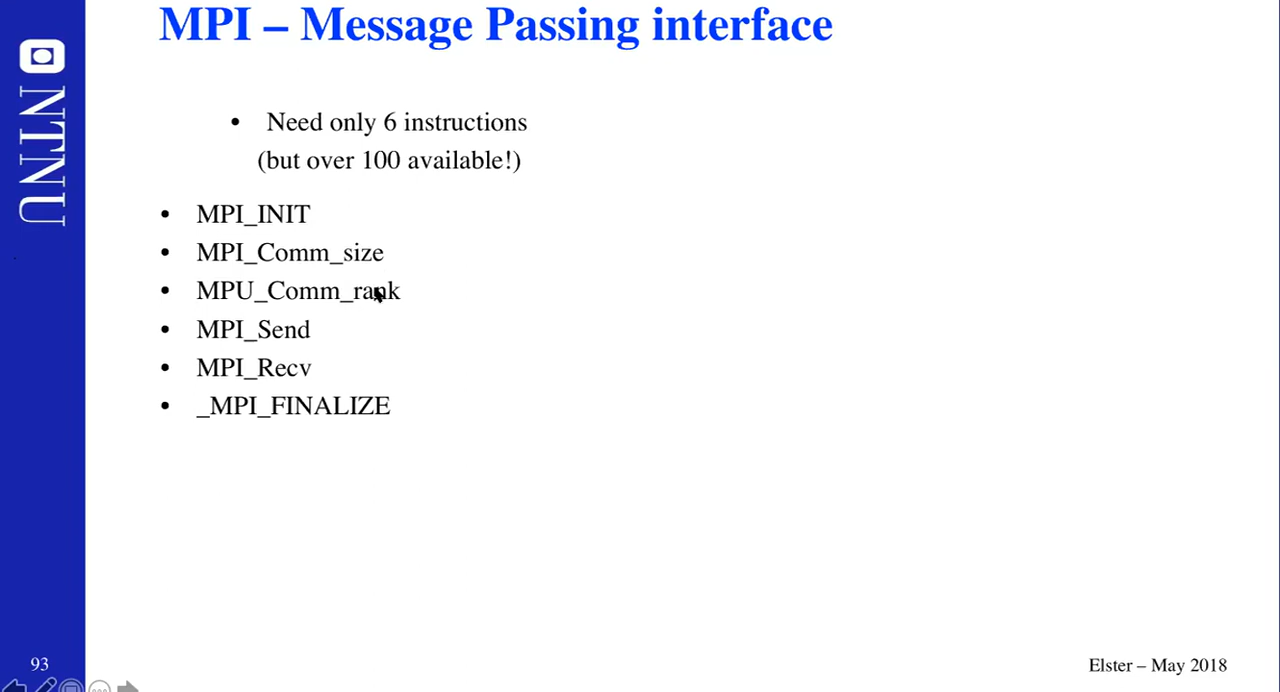 MPI – Message Passing interface
NTNU
• Need only 6 instructions
(but over 100 available!)
• MPI_INIT
• MPI_Comm_size
• MPU_Comm_rank
• MPI_Send
• MPI_Recv
• _MPI_FINALIZE
93
Elster – May 2018